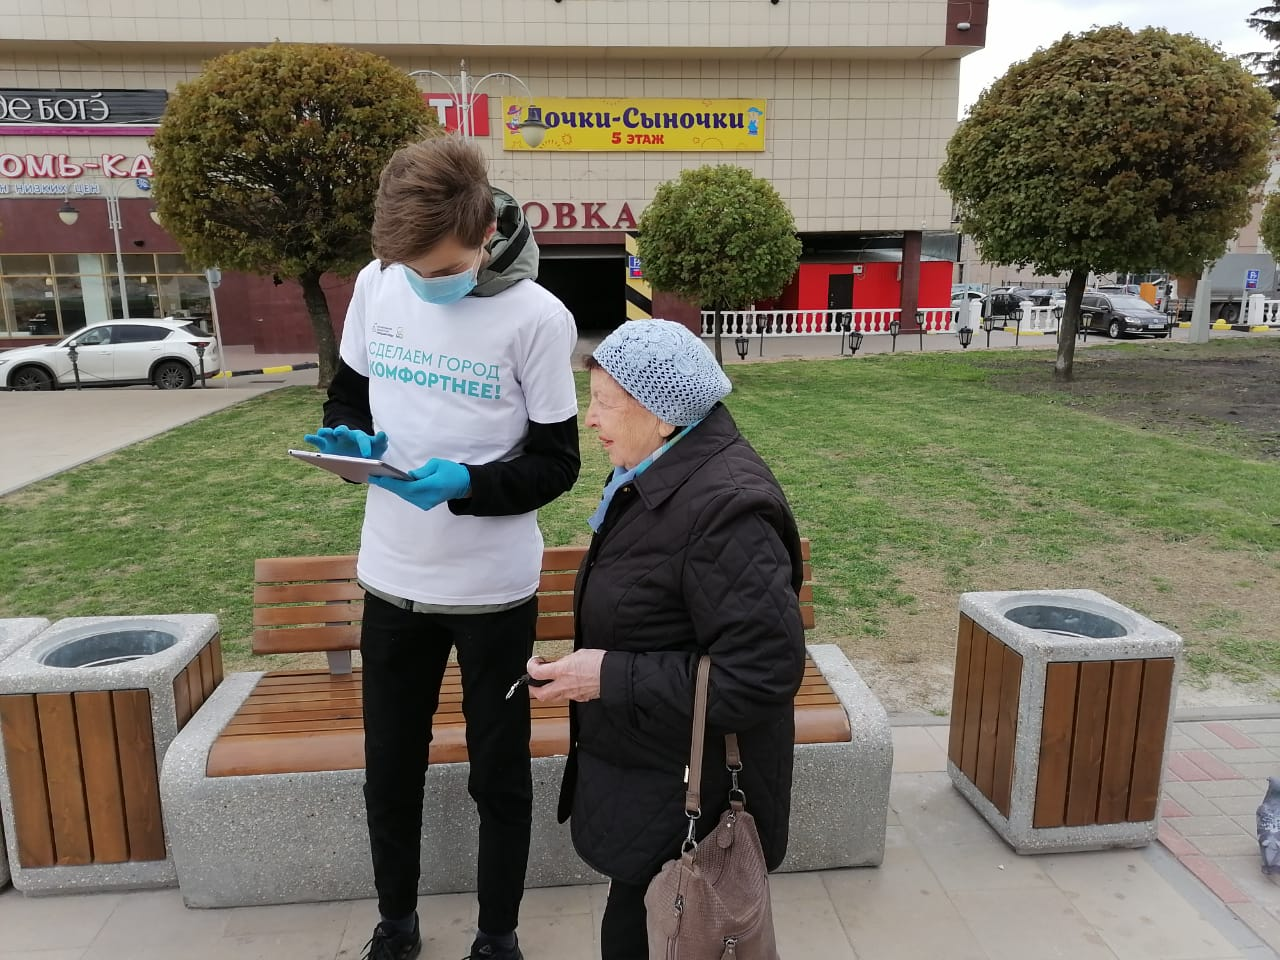 де БОТЭ
ОМЬ-КА
Н НИЗКИХ ЦЕН
Т
Дочки-Сыночки
5 ЭТАЖ
ОВКА
СДЕЛАЕМ ГОРОД
КОМФОРТНЕЕ!
P